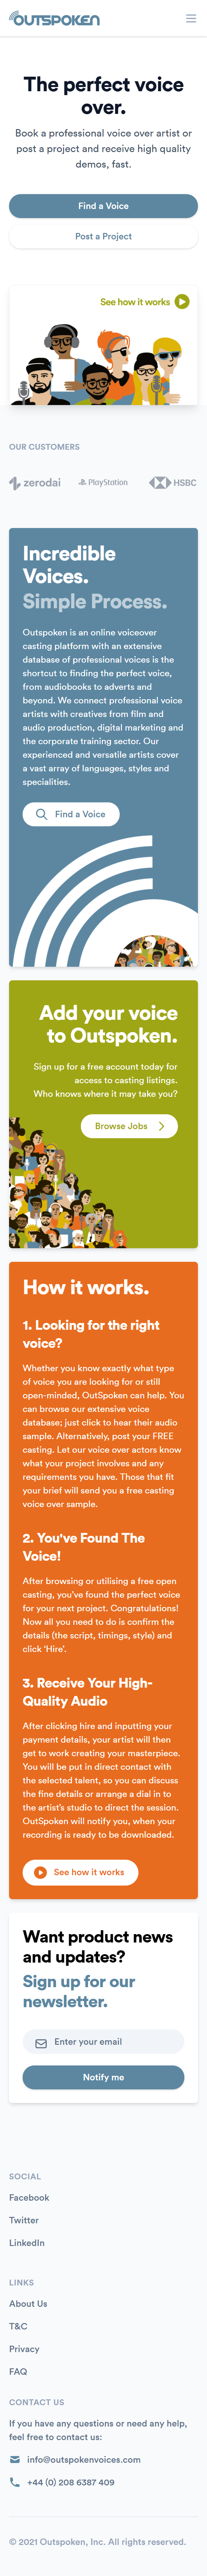 OUTSPOKEN
The perfect voice
over.
Book a professional voice over artist or
post a project and receive high quality
demos, fast.
Find a Voice
Post a Project
See how it works
OUR CUSTOMERS
zerodai
PlayStation
HSBC
Incredible
Voices.
Simple Process.
Outspoken is an online voiceover
casting platform with an extensive
database of professional voices is the
shortcut to finding the perfect voice,
from audiobooks to adverts and
beyond. We connect professional voice
artists with creatives from film and
audio production, digital marketing and
the corporate training sector. Our
experienced and versatile artists cover
a vast array of languages, styles and
specialities.
Find a Voice
Add your voice
to Outspoken.
Sign up for a free account today for
access to casting listings.
Who knows where it may take you?
Browse Jobs
How it works.
1. Looking for the right
voice?
Whether you know exactly what type
of voice you are looking for or still
open-minded, OutSpoken can help. You
can browse our extensive voice
database; just click to hear their audio
sample. Alternatively, post your FREE
casting. Let our voice over actors know
what your project involves and any
requirements you have. Those that fit
your brief will send you a free casting
voice over sample.
2. You've Found The
Voice!
After browsing or utilising a free open
casting, you've found the perfect voice
for your next project. Congratulations!
Now all you need to do is confirm the
details (the script, timings, style) and
click 'Hire'.
3. Receive Your High-
Quality Audio
After clicking hire and inputting your
payment details, your artist will then
get to work creating your masterpiece.
You will be put in direct contact with
the selected talent, so you can discuss
the fine details or arrange a dial in to
the artist's studio to direct the session.
OutSpoken will notify you, when your
recording is ready to be downloaded.
See how it works
Want product news
and updates?
Sign up for our
newsletter.
Enter your email
Notify me
SOCIAL
Facebook
Twitter
LinkedIn
LINKS
About Us
T&C
Privacy
FAQ
CONTACT US
If you have any questions or need any help,
feel free to contact us:
info@outspokenvoices.com
+44 (0) 208 6387 409
© 2021 Outspoken, Inc. All rights reserved.